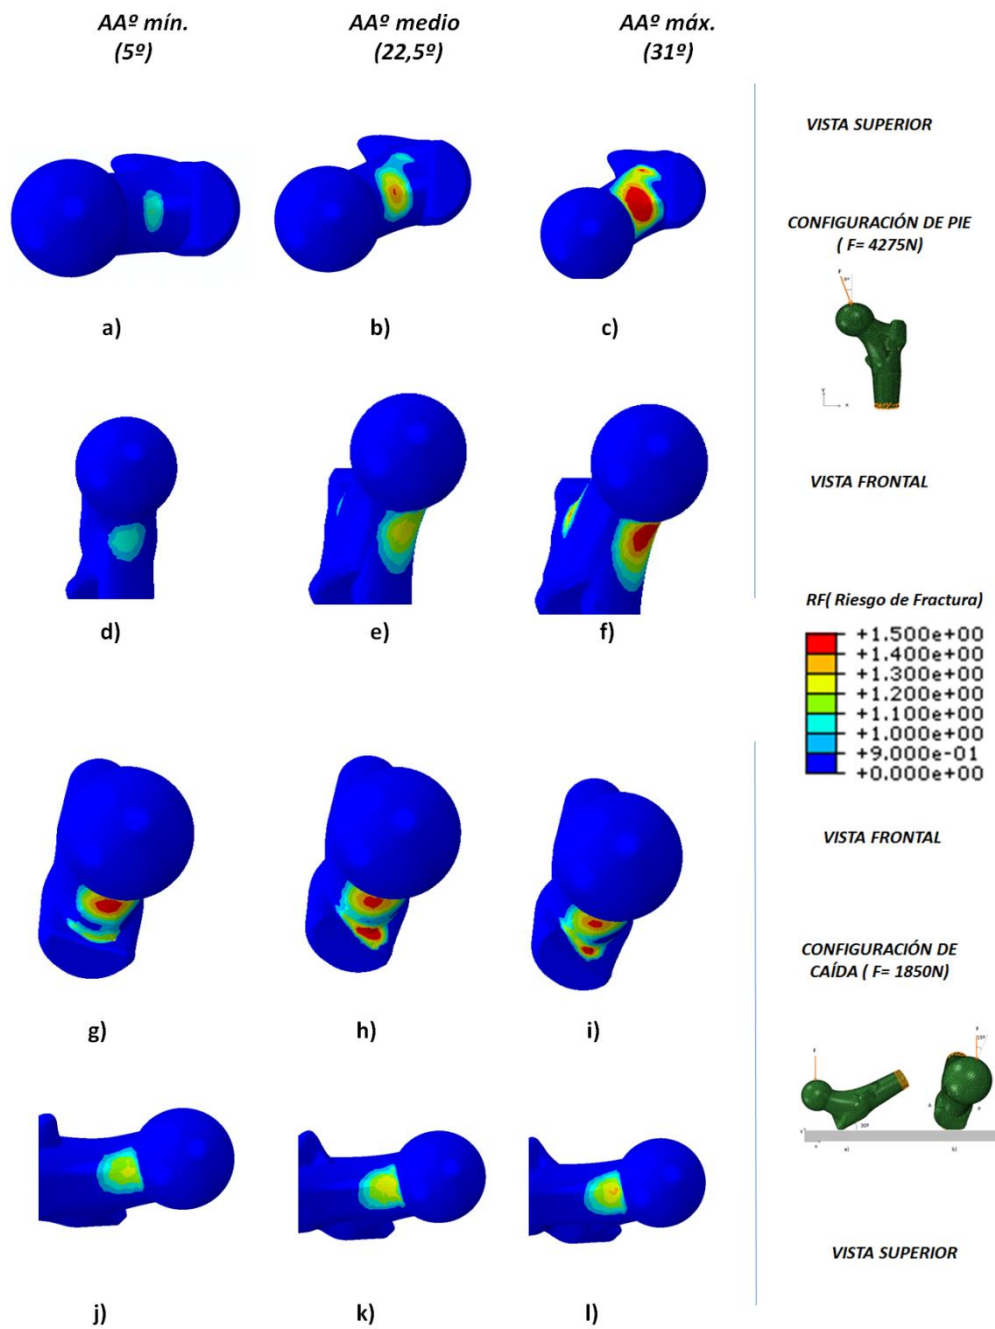 AAº mín.
(5º)
AAº medio
(22,5º)
AAº máx.
(31º)
VISTA SUPERIOR
CONFIGURACIÓN DE PIE
( F= 4275N)
F
a)
b)
c)
Y
X
VISTA FRONTAL
d)
e)
f)
RF( Riesgo de Fractura)
+1.500e+00
+1.400e+00
+1.300e+00
+1.200e+00
+1.100e+00
+1.000e+00
+9.000e-01
+0.000e+00
VISTA FRONTAL
CONFIGURACIÓN DE
CAÍDA ( F= 1850N)
g)
h)
i)
F
F
15º
30º
A
P
a)
b)
VISTA SUPERIOR
j)
k)
l)